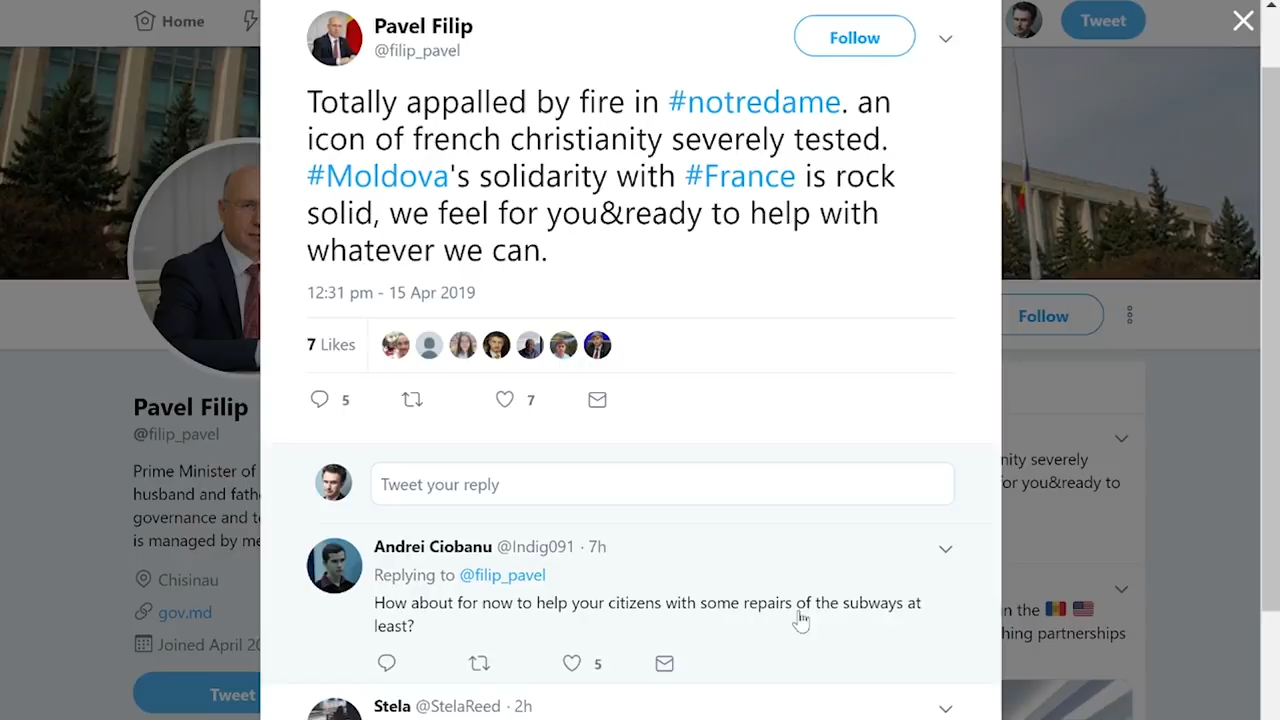 Home
Tweet
Pavel Filip
@filip_pavel
Follow
Totally appalled by fire in #notredame. an
icon of french christianity severely tested.
#Moldova's solidarity with #France is rock
solid, we feel for you&ready to help with
whatever we can.
12:31 pm - 15 Apr 2019
7 Likes
5
7
Tweet your reply
Andrei Ciobanu @Indig091 · 7h
Replying to @filip_pavel
How about for now to help your citizens with some repairs of the subways at
least?
5
Stela @StelaReed · 2h
Pavel Filip
@filip_pavel
Prime Minister of
husband and fath
governance and t
is managed by me
Chisinau
gov.md
Joined April 20
Tweet
Follow
nity severely
or you&ready to
n the
hing partnerships